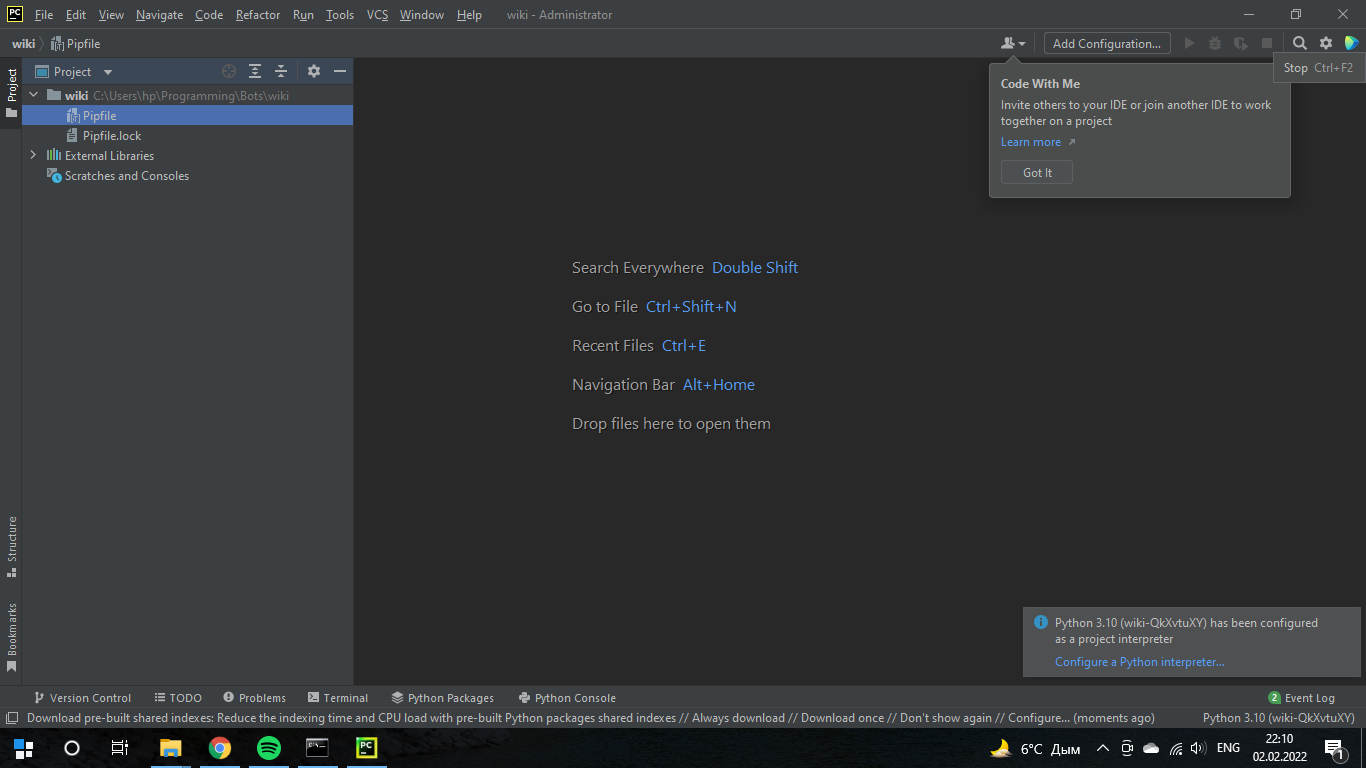 PC File Edit View Navigate Code Refactor Run Tools VCS Window Help wiki - Administrator
wiki Pipfile Add Configuration...
Stop Ctrl+F2
Project
Project
wiki C:\Users\hp\Programming\Bots\wiki
Pipfile
Pipfile.lock
External Libraries
Scratches and Consoles
Code With Me
Invite others to your IDE or join another IDE to work
together on a project
Learn more
Got It
Search Everywhere Double Shift
Go to File Ctrl+Shift+N
Recent Files Ctrl+E
Navigation Bar Alt+Home
Drop files here to open them
Structure
Bookmarks
Python 3.10 (wiki-QkXvtuXY) has been configured
as a project interpreter
Configure a Python interpreter...
Version Control TODO Problems Terminal Python Packages Python Console 2 Event Log
Download pre-built shared indexes: Reduce the indexing time and CPU load with pre-built Python packages shared indexes // Always download // Download once // Don't show again // Configure... (moments ago) Python 3.10 (wiki-QkXvtuXY)
PC 6°C Дым ENG 22:10
02.02.2022 1